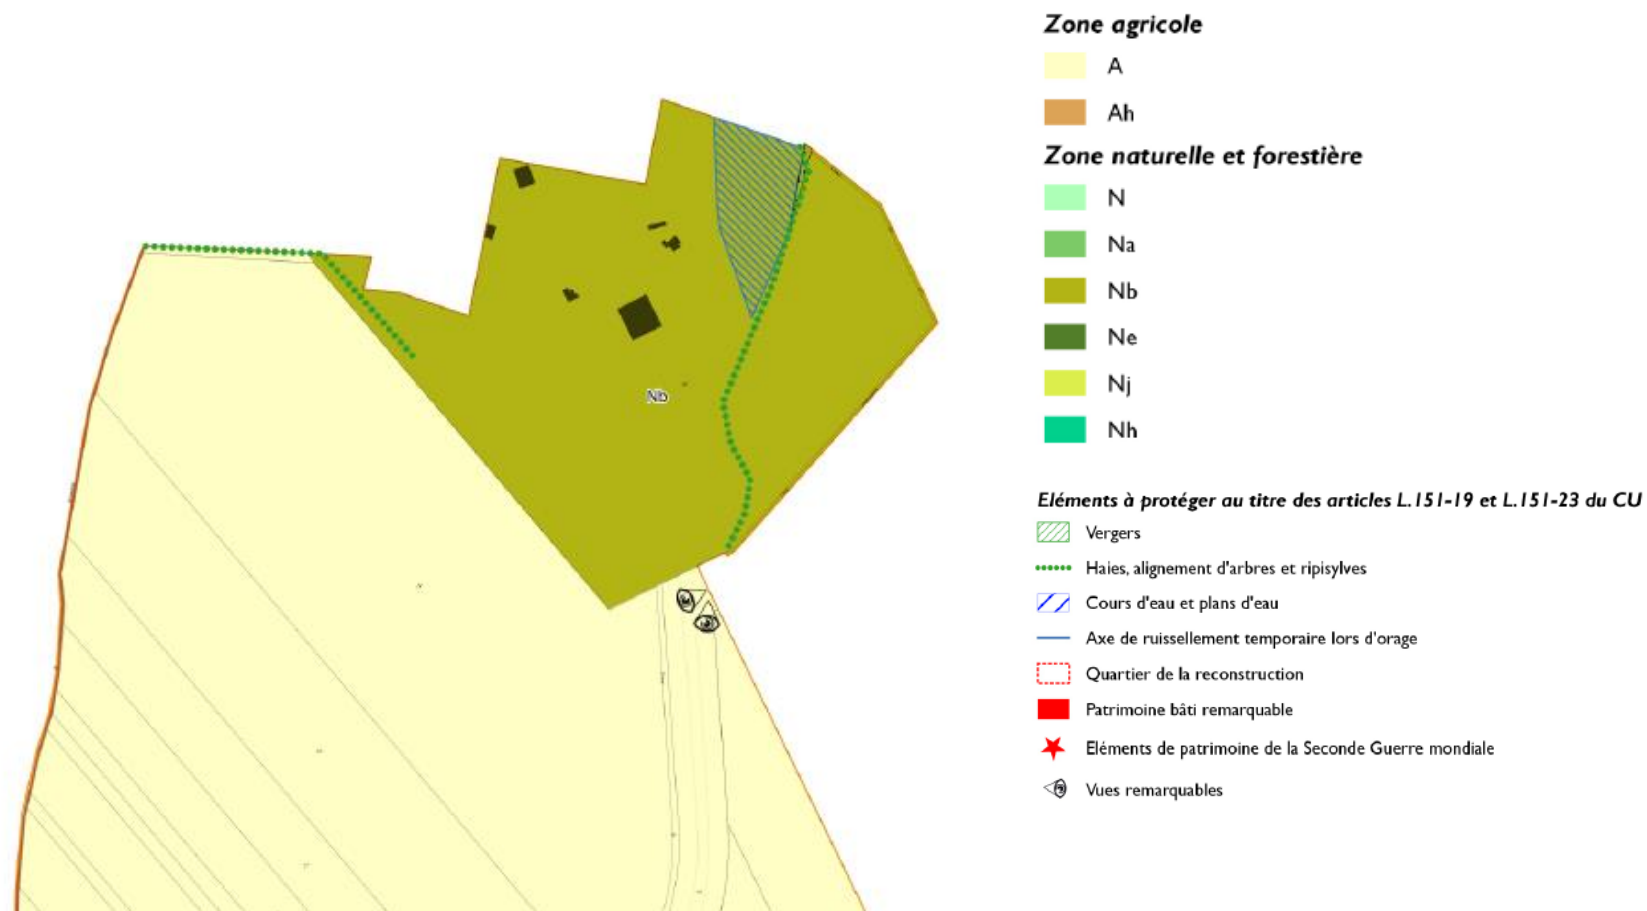 Zone agricole
A
Ah
Zone naturelle et forestière
N
Na
Nb
Ne
Nj
Nh
Eléments à protéger au titre des articles L.151-19 et L.151-23 du CU
Vergers
Haies, alignement d'arbres et ripisylves
Cours d'eau et plans d'eau
Axe de ruissellement temporaire lors d'orage
Quartier de la reconstruction
Patrimoine bâti remarquable
Eléments de patrimoine de la Seconde Guerre mondiale
Vues remarquables
Nb